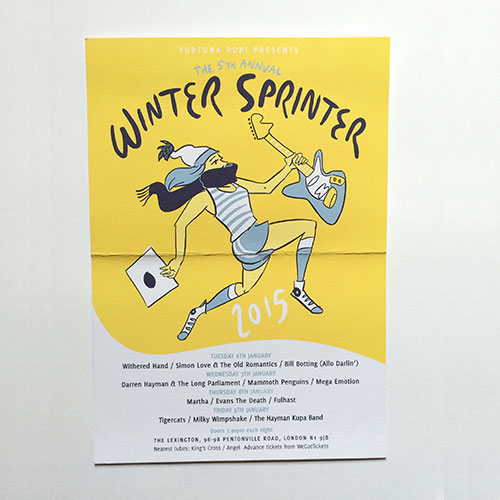 FORTUNA POP! PRESENTS
THE 5TH ANNUAL
WINTER SPRINTER
2015
TUESDAY 6TH JANUARY
Withered Hand / Simon Love & The Old Romantics / Bill Botting (Allo Darlin')
WEDNESDAY 7TH JANUARY
Darren Hayman & The Long Parliament / Mammoth Penguins / Mega Emotion
THURSDAY 8TH JANUARY
Martha / Evans The Death / Fulhast
FRIDAY 9TH JANUARY
Tigercats / Milky Wimpshake / The Hayman Kupa Band
Doors 7.30pm each night
THE LEXINGTON, 96-98 PENTONVILLE ROAD, LONDON N1 9JB
Nearest tubes: King's Cross / Angel Advance tickets from WeGotTickets